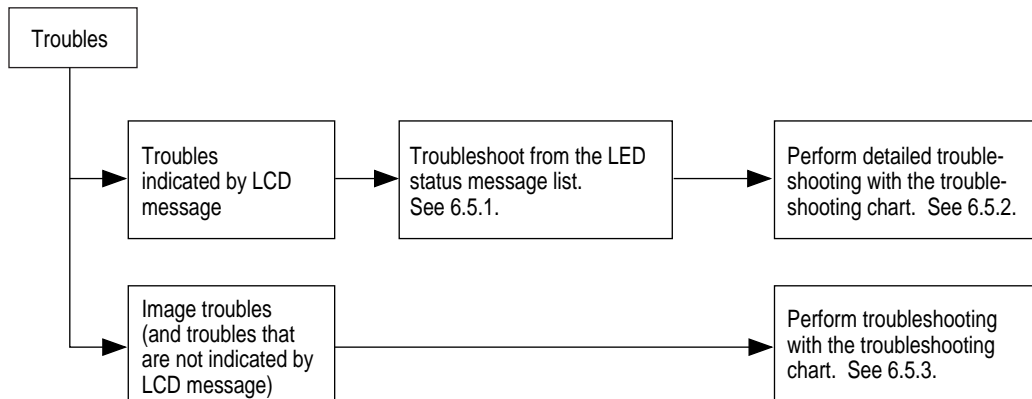 Troubles
Troubles
indicated by LCD
message
Troubleshoot from the LED
status message list.
See 6.5.1.
Perform detailed trouble-
shooting with the trouble-
shooting chart.  See 6.5.2.
Image troubles
(and troubles that
are not indicated by
LCD message)
Perform troubleshooting
with the troubleshooting
chart.  See 6.5.3.